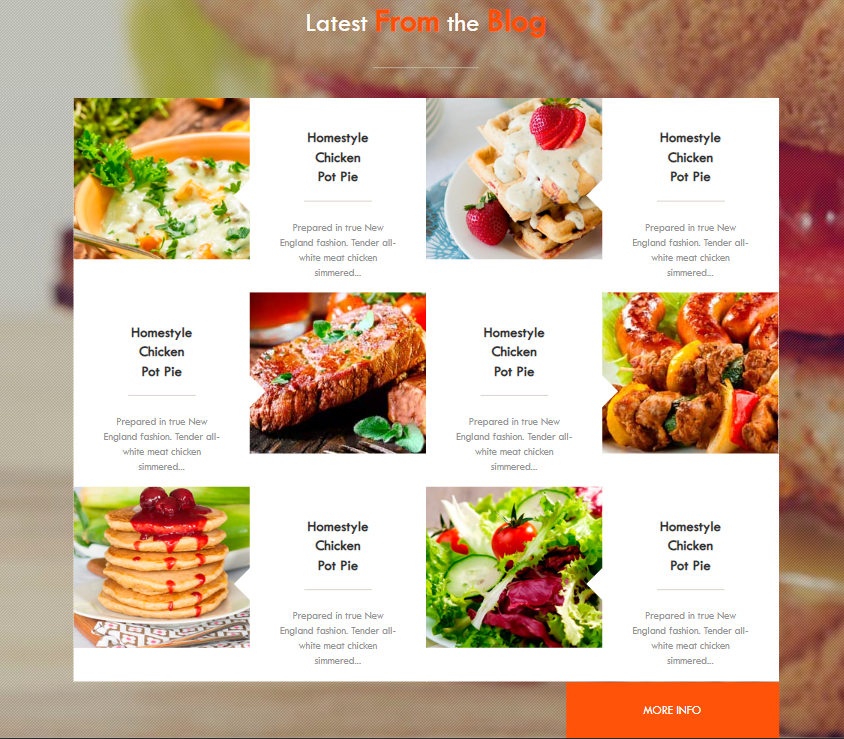 Latest From the Blog
Homestyle
Chicken
Pot Pie
Prepared in true New
England fashion. Tender all-
white meat chicken
simmered...
Homestyle
Chicken
Pot Pie
Prepared in true New
England fashion. Tender all-
white meat chicken
simmered...
Homestyle
Chicken
Pot Pie
Prepared in true New
England fashion. Tender all-
white meat chicken
simmered...
Homestyle
Chicken
Pot Pie
Prepared in true New
England fashion. Tender all-
white meat chicken
simmered...
Homestyle
Chicken
Pot Pie
Prepared in true New
England fashion. Tender all-
white meat chicken
simmered...
Homestyle
Chicken
Pot Pie
Prepared in true New
England fashion. Tender all-
white meat chicken
simmered...
MORE INFO